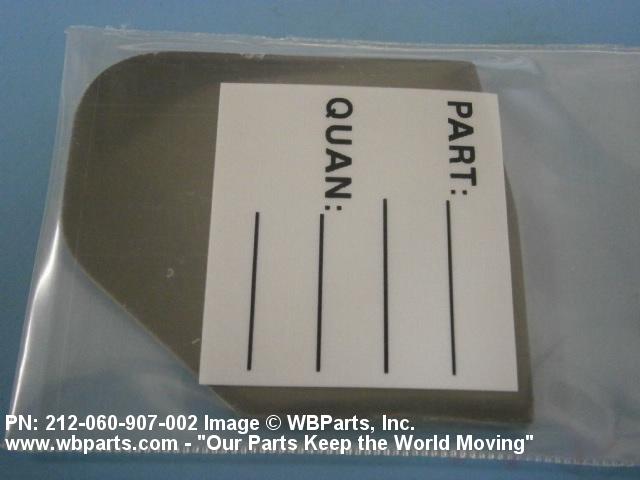 PART:
QUAN:
PN: 212-060-907-002 Image © WBParts, Inc.
www.wbparts.com - "Our Parts Keep the World Moving"